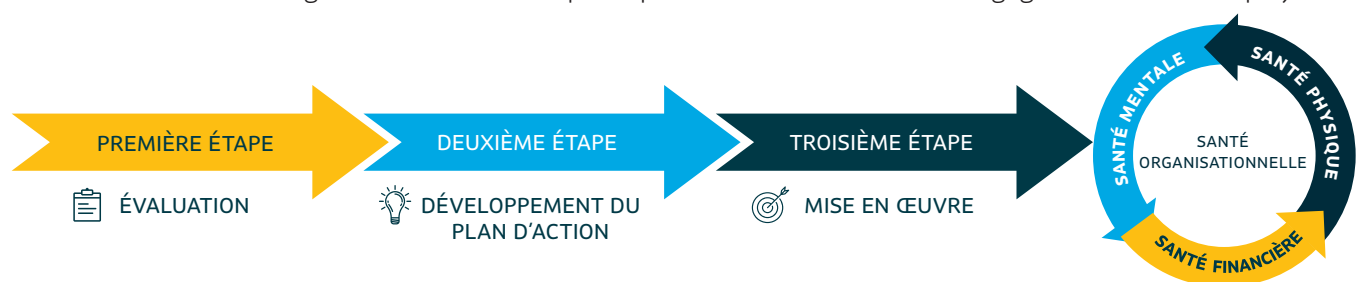 PREMIÈRE ÉTAPE
ÉVALUATION
DEUXIÈME ÉTAPE
DÉVELOPPEMENT DU
PLAN D'ACTION
TROISIÈME ÉTAPE
MISE EN ŒUVRE
SANTÉ MENTALE
SANTÉ PHYSIQUE
SANTÉ
ORGANISATIONNELLE
SANTÉ FINANCIÈRE